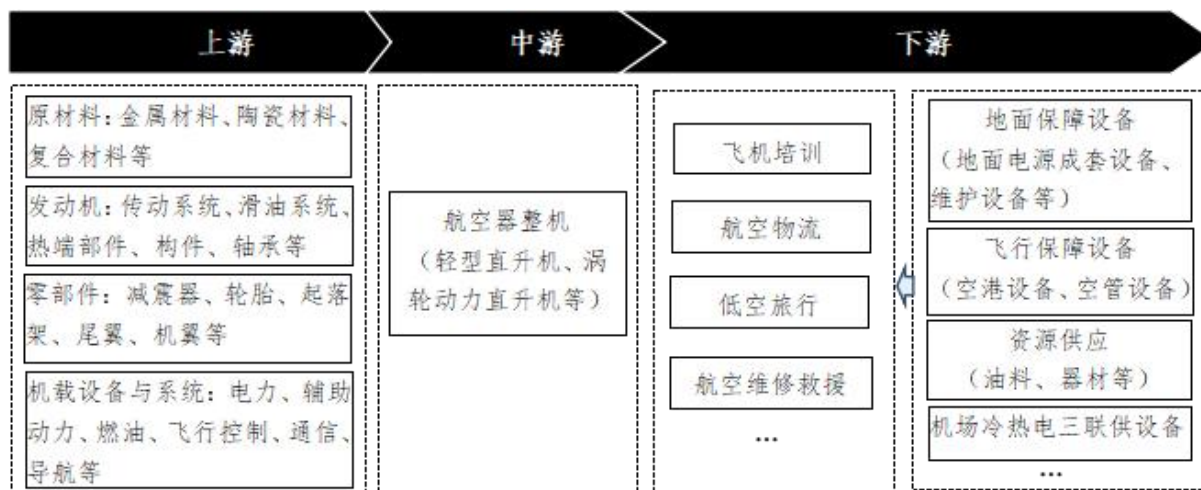 上游
中游
下游
原材料：金属材料、陶瓷材料、
复合材料等
发动机：传动系统、滑油系统、
热端部件、构件、轴承等
零部件：减震器、轮胎、起落
架、尾翼、机翼等
机载设备与系统：电力、辅助
动力、燃油、飞行控制、通信、
导航等
航空器整机
（轻型直升机、涡
轮动力直升机等）
飞机培训
航空物流
低空旅行
航空维修救援
...
地面保障设备
（地面电源成套设备、
维护设备等）
飞行保障设备
（空港设备、空管设备）
资源供应
（油料、器材等）
机场冷热电三联供设备
...